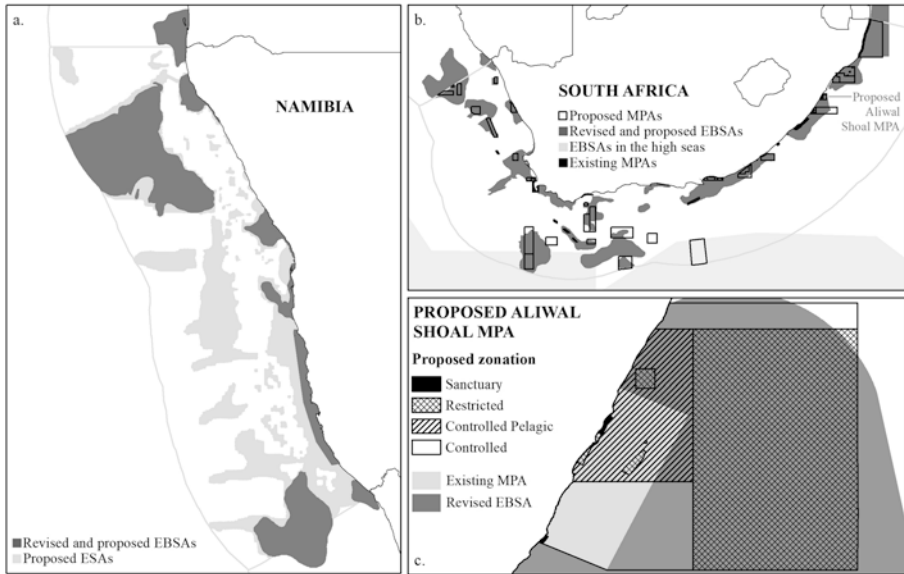 a.
NAMIBIA
Revised and proposed EBSAs
Proposed ESAs
b.
SOUTH AFRICA
Proposed MPAs
Revised and proposed EBSAs
EBSAs in the high seas
Existing MPAs
Proposed
Aliwal
Shoal MPA
PROPOSED ALIWAL
SHOAL MPA
Proposed zonation
Sanctuary
Restricted
Controlled Pelagic
Controlled
Existing MPA
Revised EBSA
c.